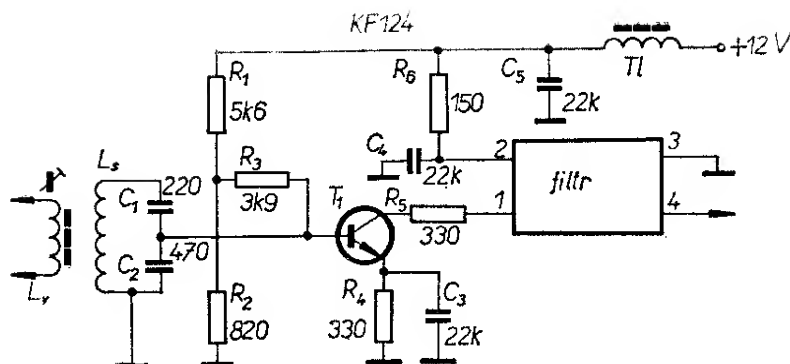 KF124
+12 V
Tl
C5
22k
R6
150
R1
5k6
C4
22k
2
3
filtr
1
4
R3
3k9
Ls
220
C1
470
C2
Lv
T1
R5
330
R2
820
R4
330
C3
22k